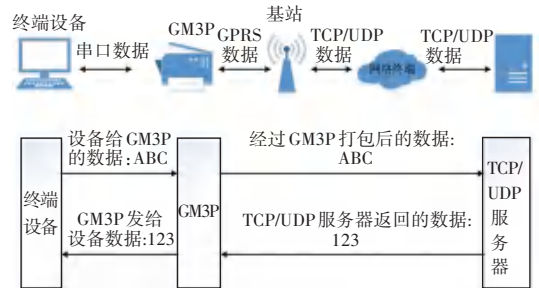 终端设备
串口数据
GM3P
GPRS
数据
基站
TCP/UDP
数据
网络终端
TCP/UDP
数据
设备给GM3P
的数据:ABC
经过GM3P打包后的数据:
ABC
终端
设备
GM3P
TCP/
UDP
服
务
器
GM3P发给
设备数据:123
TCP/UDP服务器返回的数据:
123